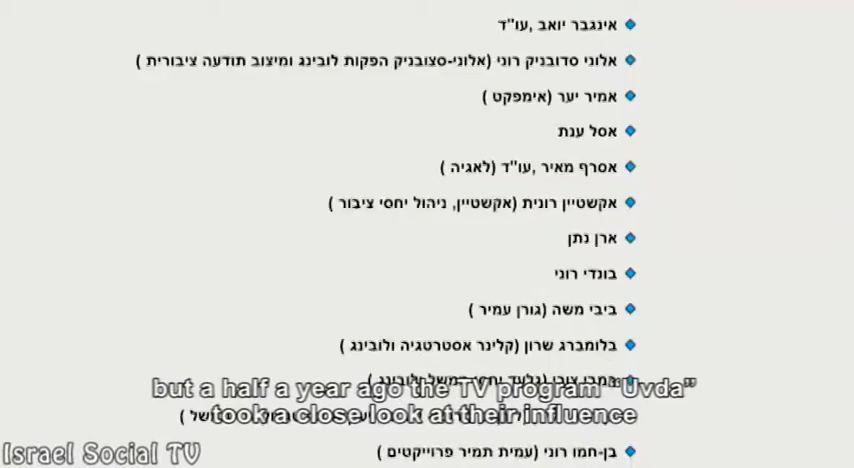 אינגבר יואב ,עו"ד
אלוני סדובניק רוני (אלוני-סצובניק הפקות לובינג ומיצוב תודעה ציבורית )
אמיר יער (אימפקט )
אסל ענת
אסרף מאיר ,עו"ד (לאגיה )
אקשטיין רונית (אקשטיין, ניהול יחסי ציבור )
ארן נתן
בונדי רוני
ביבי משה (גורן עמיר )
בלומברג שרון (קלינר אסטרטגיה ולובינג )
but a half a year ago the TV program "Uvda"
took a close look at their influence
בן-חמו רוני (עמית תמיר פרוייקטים )
Israel Social TV